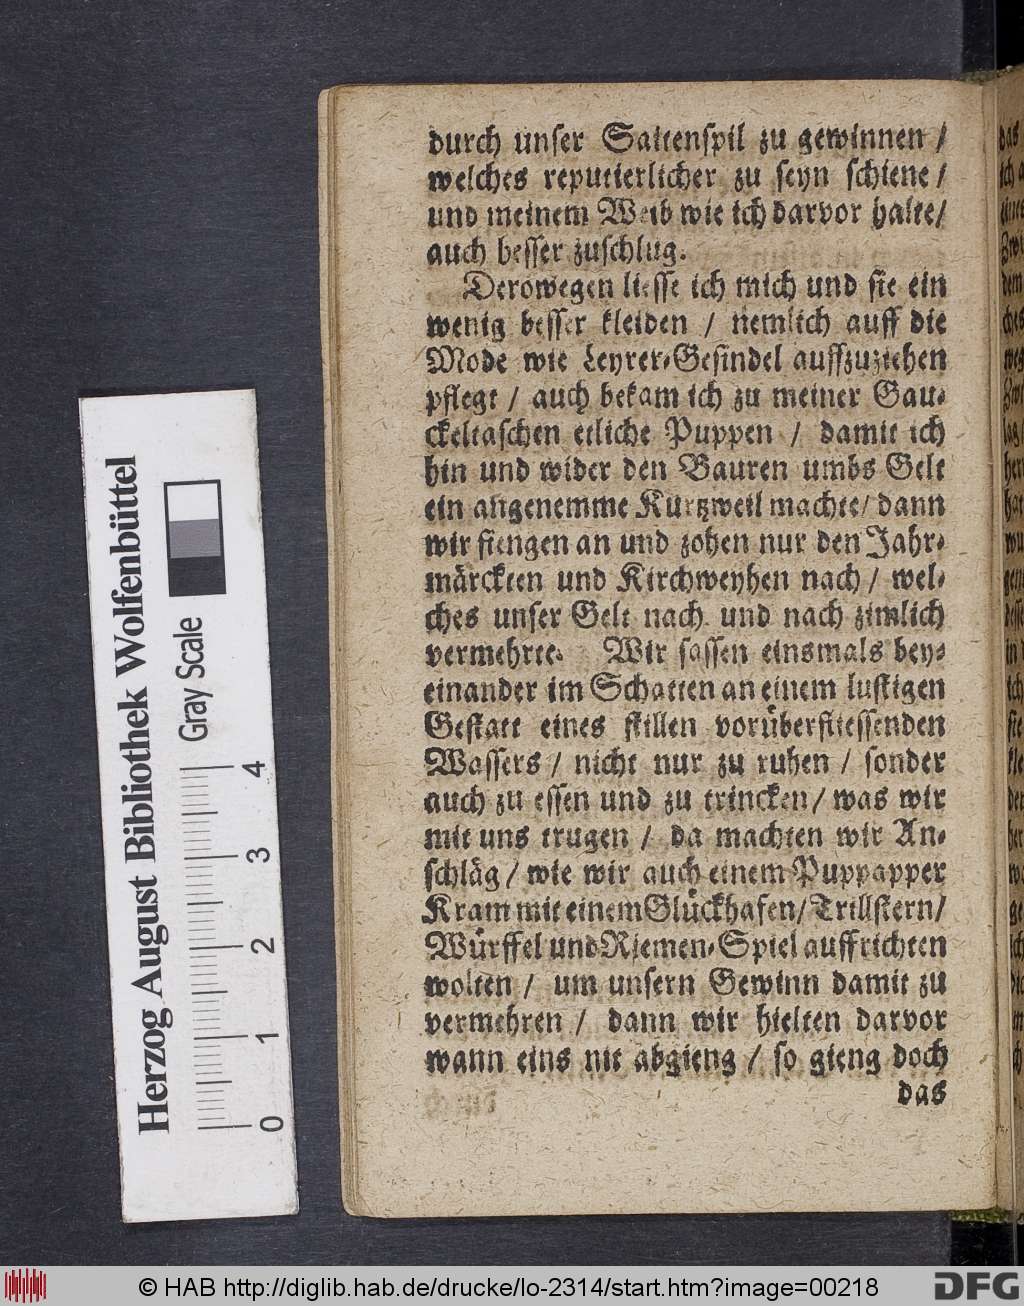 durch unser Saitenspil zu gewinnen /
welches reputierlicher zu seyn schiene /
und meinem Weib wie ich darvor halte/
auch besser zuschlug.
Derowegen liesse ich mich und sie ein
wenig besser kleiden / nemlich auff die
Mode wie Leyrer-Gesindel auffzuziehen
pflegt / auch bekam ich zu meiner Gau-
ckeltaschen etliche Puppen / damit ich
hin und wider den Bauren umbs Gelt
ein angenemme Kurtzweil machte/ dann
wir fiengen an und zohen nur den Jahr-
märckten und Kirchweyhen nach / wel-
ches unser Gelt nach und nach zimlich
vermehrte. Wir sassen einsmals bey-
einander im Schatten an einem lustigen
Gestatt eines stillen vorüberfliessenden
Wassers / nicht nur zu ruhen / sonder
auch zu essen und zu trincken/ was wir
mit uns trugen / da machten wir An-
schläg / wie wir auch einem Puppapper
Kram mit einem Glückhafen/ Trillstern/
Würffel und Riemen-Spiel auffrichten
wolten / um unsern Gewinn damit zu
vermehren / dann wir hielten darvor
wann eins nit abgieng / so gieng doch
das
Herzog August Bibliothek Wolfenbüttel
Gray Scale
0 1 2 3 4
© HAB http://diglib.hab.de/drucke/lo-2314/start.htm?image=00218
DFG